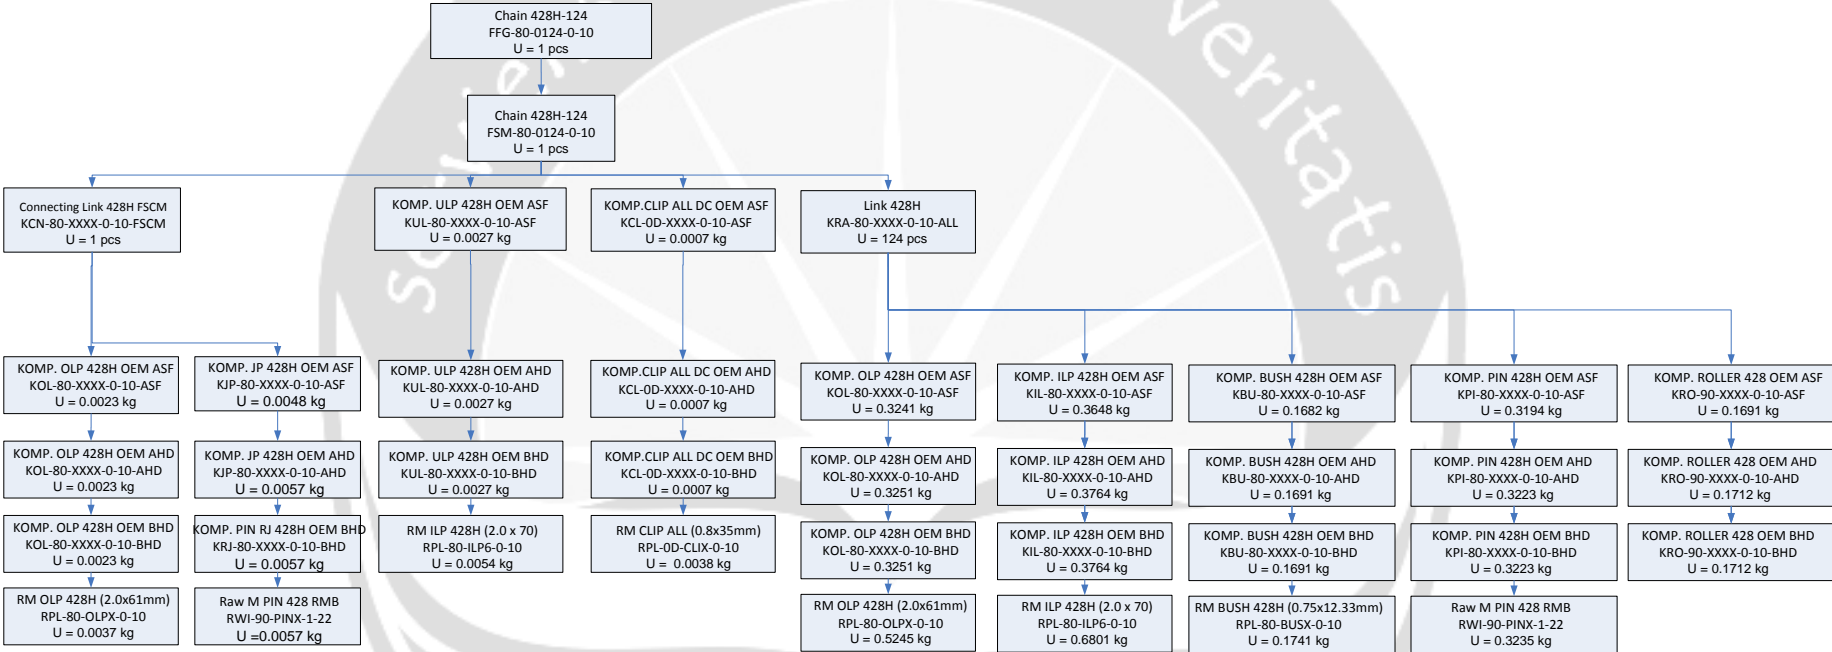 Chain 428H-124
FFG-80-0124-0-10
U = 1 pcs
Chain 428H-124
FSM-80-0124-0-10
U = 1 pcs
Connecting Link 428H FSCM
KCN-80-XXXX-0-10-FSCM
U = 1 pcs
KOMP. ULP 428H OEM ASF
KUL-80-XXXX-0-10-ASF
U = 0.0027 kg
KOMP.CLIP ALL DC OEM ASF
KCL-0D-XXXX-0-10-ASF
U = 0.0007 kg
Link 428H
KRA-80-XXXX-0-10-ALL
U = 124 pcs
KOMP. OLP 428H OEM ASF
KOL-80-XXXX-0-10-ASF
U = 0.0023 kg
KOMP. JP 428H OEM ASF
KJP-80-XXXX-0-10-ASF
U = 0.0048 kg
KOMP. ULP 428H OEM AHD
KUL-80-XXXX-0-10-AHD
U = 0.0027 kg
KOMP.CLIP ALL DC OEM AHD
KCL-0D-XXXX-0-10-AHD
U = 0.0007 kg
KOMP. OLP 428H OEM ASF
KOL-80-XXXX-0-10-ASF
U = 0.3241 kg
KOMP. ILP 428H OEM ASF
KIL-80-XXXX-0-10-ASF
U = 0.3648 kg
KOMP. BUSH 428H OEM ASF
KBU-80-XXXX-0-10-ASF
U = 0.1682 kg
KOMP. PIN 428H OEM ASF
KPI-80-XXXX-0-10-ASF
U = 0.3194 kg
KOMP. ROLLER 428 OEM ASF
KRO-90-XXXX-0-10-ASF
U = 0.1691 kg
KOMP. OLP 428H OEM AHD
KOL-80-XXXX-0-10-AHD
U = 0.0023 kg
KOMP. JP 428H OEM AHD
KJP-80-XXXX-0-10-AHD
U = 0.0057 kg
KOMP. ULP 428H OEM BHD
KUL-80-XXXX-0-10-BHD
U = 0.0027 kg
KOMP.CLIP ALL DC OEM BHD
KCL-0D-XXXX-0-10-BHD
U = 0.0007 kg
KOMP. OLP 428H OEM AHD
KOL-80-XXXX-0-10-AHD
U = 0.3251 kg
KOMP. ILP 428H OEM AHD
KIL-80-XXXX-0-10-AHD
U = 0.3764 kg
KOMP. BUSH 428H OEM AHD
KBU-80-XXXX-0-10-AHD
U = 0.1691 kg
KOMP. PIN 428H OEM AHD
KPI-80-XXXX-0-10-AHD
U = 0.3223 kg
KOMP. ROLLER 428 OEM AHD
KRO-90-XXXX-0-10-AHD
U = 0.1712 kg
KOMP. OLP 428H OEM BHD
KOL-80-XXXX-0-10-BHD
U = 0.0023 kg
KOMP. PIN RJ 428H OEM BHD
KRJ-80-XXXX-0-10-BHD
U = 0.0057 kg
RM ILP 428H (2.0 x 70)
RPL-80-ILP6-0-10
U = 0.0054 kg
RM CLIP ALL (0.8x35mm)
RPL-0D-CLIX-0-10
U = 0.0038 kg
KOMP. OLP 428H OEM BHD
KOL-80-XXXX-0-10-BHD
U = 0.3251 kg
KOMP. ILP 428H OEM BHD
KIL-80-XXXX-0-10-BHD
U = 0.3764 kg
KOMP. BUSH 428H OEM BHD
KBU-80-XXXX-0-10-BHD
U = 0.1691 kg
KOMP. PIN 428H OEM BHD
KPI-80-XXXX-0-10-BHD
U = 0.3223 kg
KOMP. ROLLER 428 OEM BHD
KRO-90-XXXX-0-10-BHD
U = 0.1712 kg
RM OLP 428H (2.0x61mm)
RPL-80-OLPX-0-10
U = 0.0037 kg
Raw M PIN 428 RMB
RWI-90-PINX-1-22
U =0.0057 kg
RM OLP 428H (2.0x61mm)
RPL-80-OLPX-0-10
U = 0.5245 kg
RM ILP 428H (2.0 x 70)
RPL-80-ILP6-0-10
U = 0.6801 kg
RM BUSH 428H (0.75x12.33mm)
RPL-80-BUSX-0-10
U = 0.1741 kg
Raw M PIN 428 RMB
RWI-90-PINX-1-22
U = 0.3235 kg
veritatis